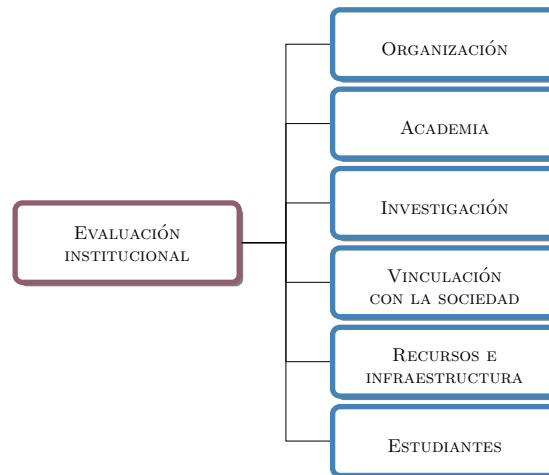 Organización
Academia
Investigación
Evaluación
institucional
Vinculación
con la sociedad
Recursos e
infraestructura
Estudiantes